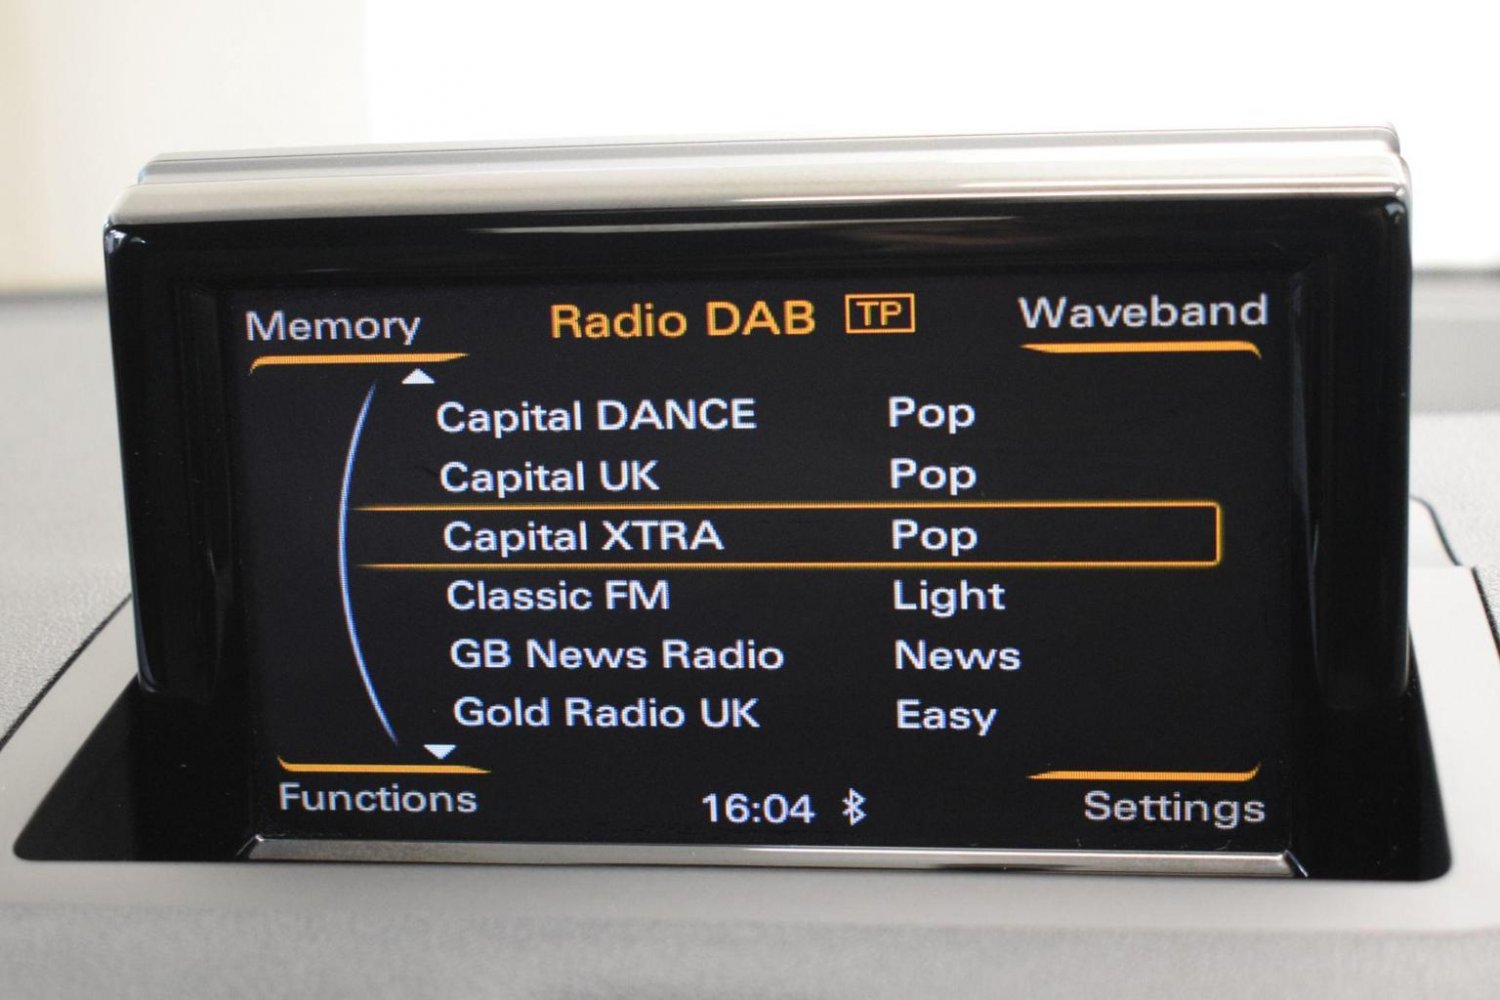 Memory Radio DAB TP Waveband
Capital DANCE Pop
Capital UK Pop
Capital XTRA Pop
Classic FM Light
GB News Radio News
Gold Radio UK Easy
Functions 16:04 Settings